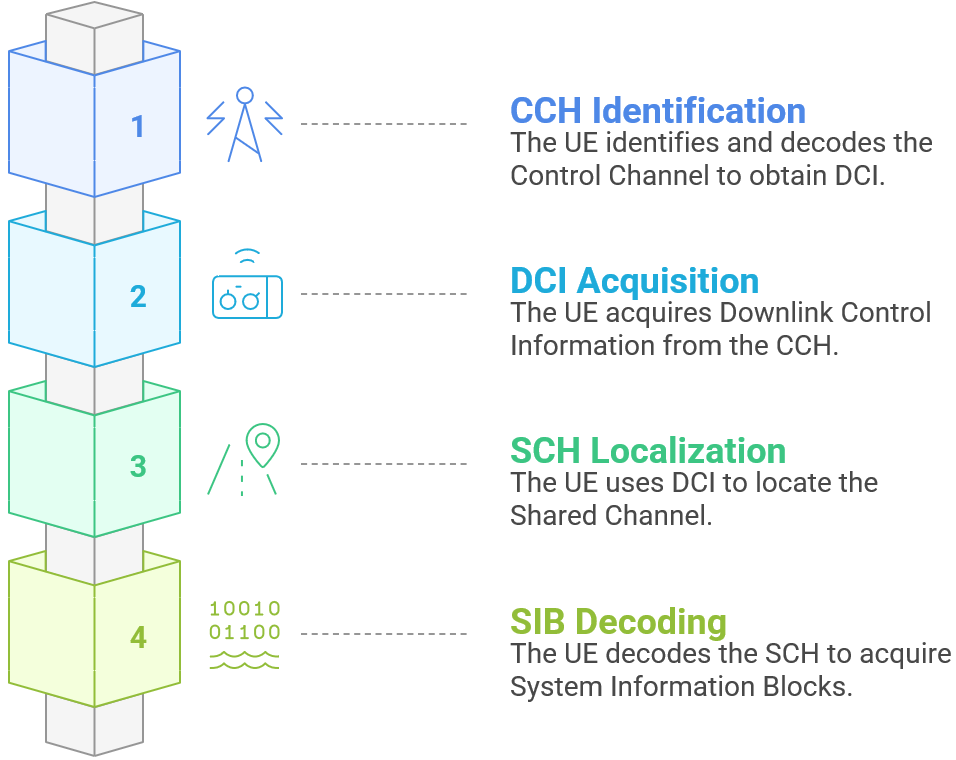 1
CCH Identification
The UE identifies and decodes the
Control Channel to obtain DCI.
2
DCI Acquisition
The UE acquires Downlink Control
Information from the CCH.
3
SCH Localization
The UE uses DCI to locate the
Shared Channel.
4
10010
01100
SIB Decoding
The UE decodes the SCH to acquire
System Information Blocks.